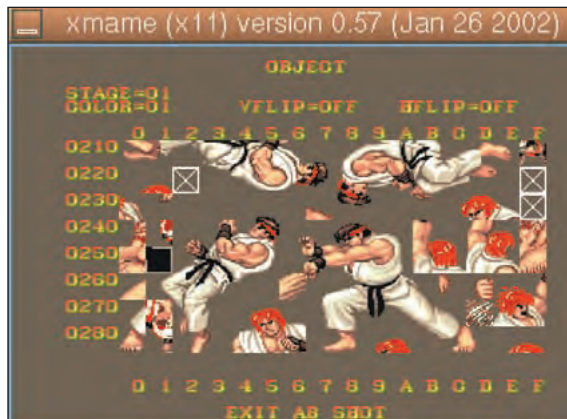 xmame (x11) version 0.57 (Jan 26 2002)
OBJECT
STAGE=01
COLOR=01 VFLIP=OFF HFLIP=OFF
0 1 2 3 4 5 6 7 8 9 A B C D E F
0210
0220
0230
0240
0250
0260
0270
0280
0 1 2 3 4 5 6 7 8 9 A B C D E F
EXIT AB SHOT